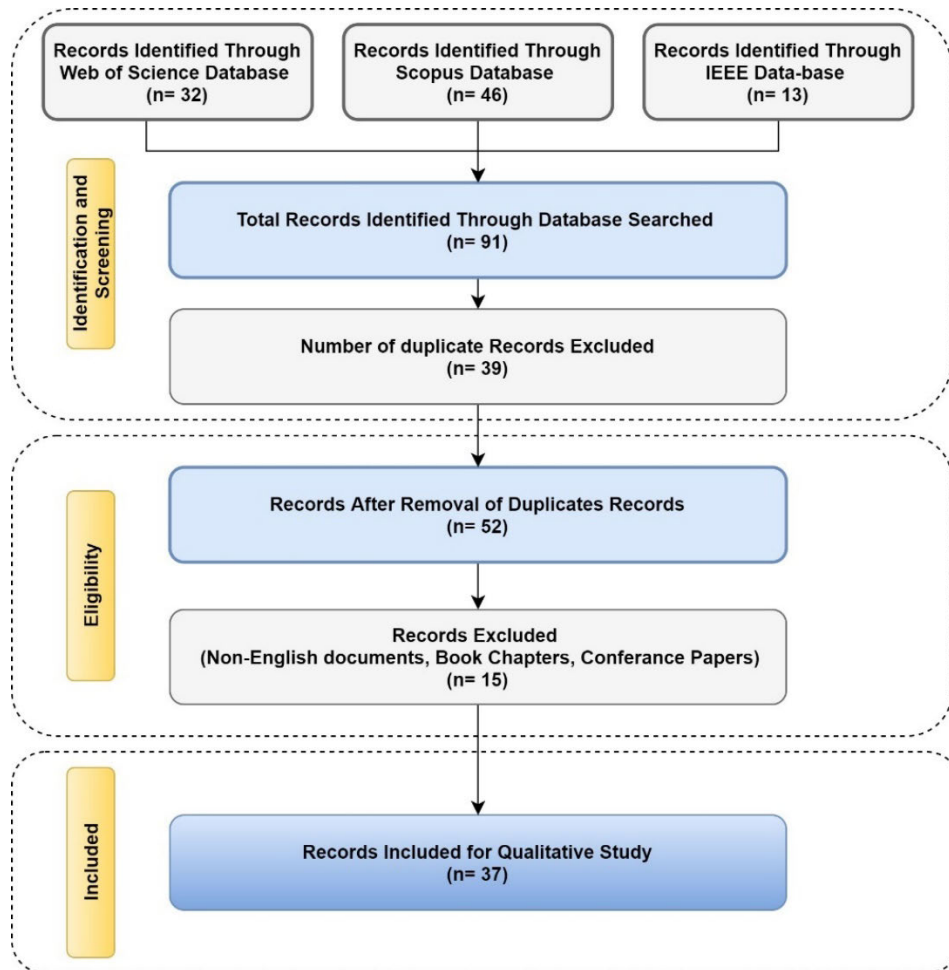 Records Identified Through
Web of Science Database
(n= 32)
Records Identified Through
Scopus Database
(n= 46)
Records Identified Through
IEEE Data-base
(n= 13)
Identification and
Screening
Total Records Identified Through Database Searched
(n= 91)
Number of duplicate Records Excluded
(n= 39)
Eligibility
Records After Removal of Duplicates Records
(n= 52)
Records Excluded
(Non-English documents, Book Chapters, Conferance Papers)
(n= 15)
Included
Records Included for Qualitative Study
(n= 37)